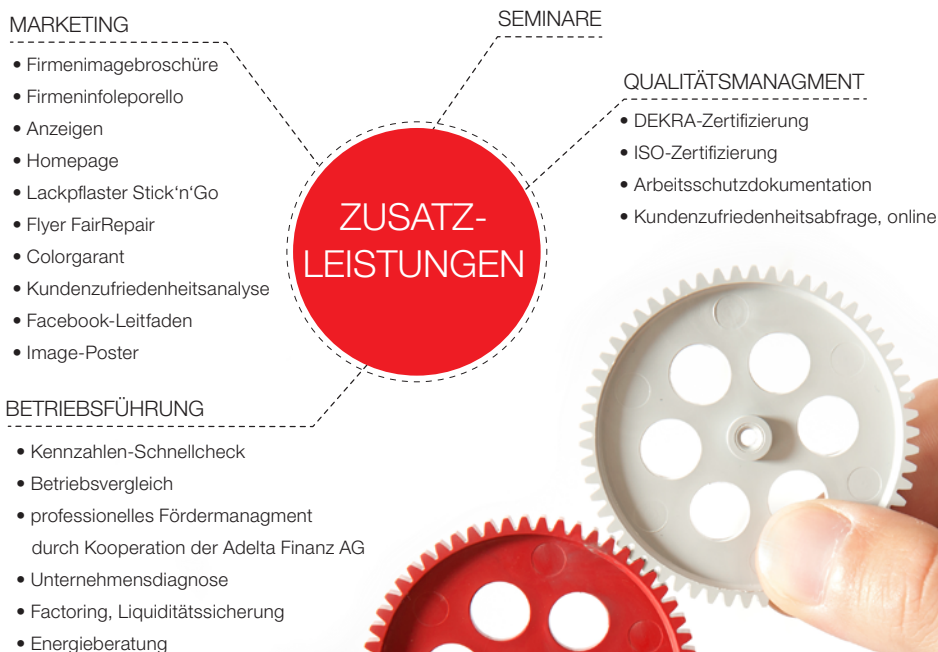 MARKETING
• Firmenimagebroschüre
• Firmeninfoleporello
• Anzeigen
• Homepage
• Lackpflaster Stick‘n‘Go
• Flyer FairRepair
• Colorgarant
• Kundenzufriedenheitsanalyse
• Facebook-Leitfaden
• Image-Poster
SEMINARE
QUALITÄTSMANAGMENT
• DEKRA-Zertifizierung
• ISO-Zertifizierung
• Arbeitsschutzdokumentation
• Kundenzufriedenheitsabfrage, online
ZUSATZ-
LEISTUNGEN
BETRIEBSFÜHRUNG
• Kennzahlen-Schnellcheck
• Betriebsvergleich
• professionelles Fördermanagment
durch Kooperation der Adelta Finanz AG
• Unternehmensdiagnose
• Factoring, Liquiditätssicherung
• Energieberatung